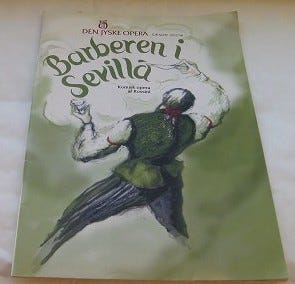 DEN JYSKE OPERA
Barberen i
Sevilla
Komisk opera
af Rossini